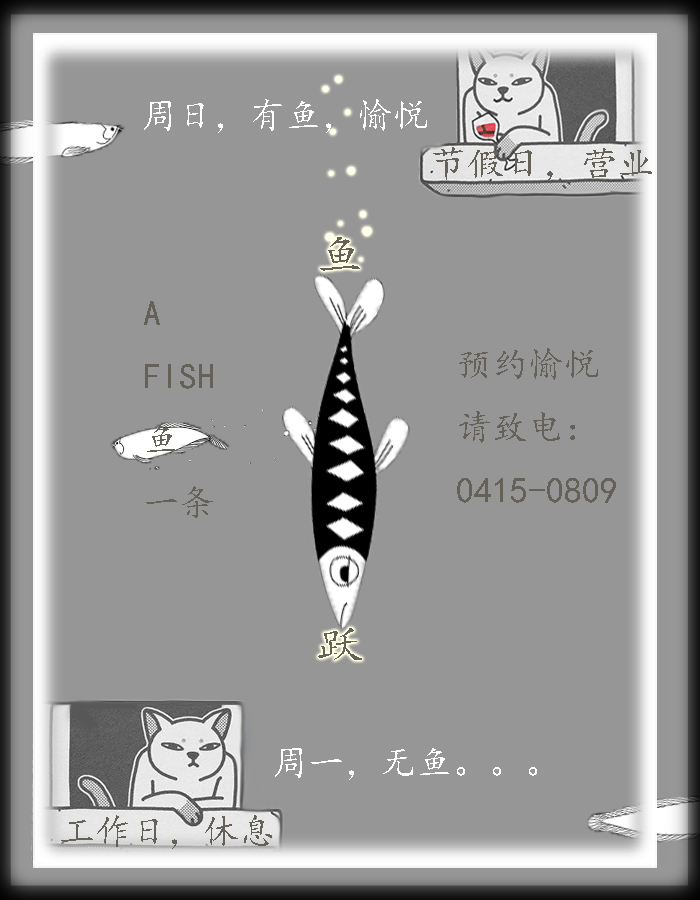 周日，有鱼，愉悦
节假日，营业
鱼
A
FISH
鱼
一条
预约愉悦
请致电：
0415-0809
跃
周一，无鱼。。。
工作日，休息